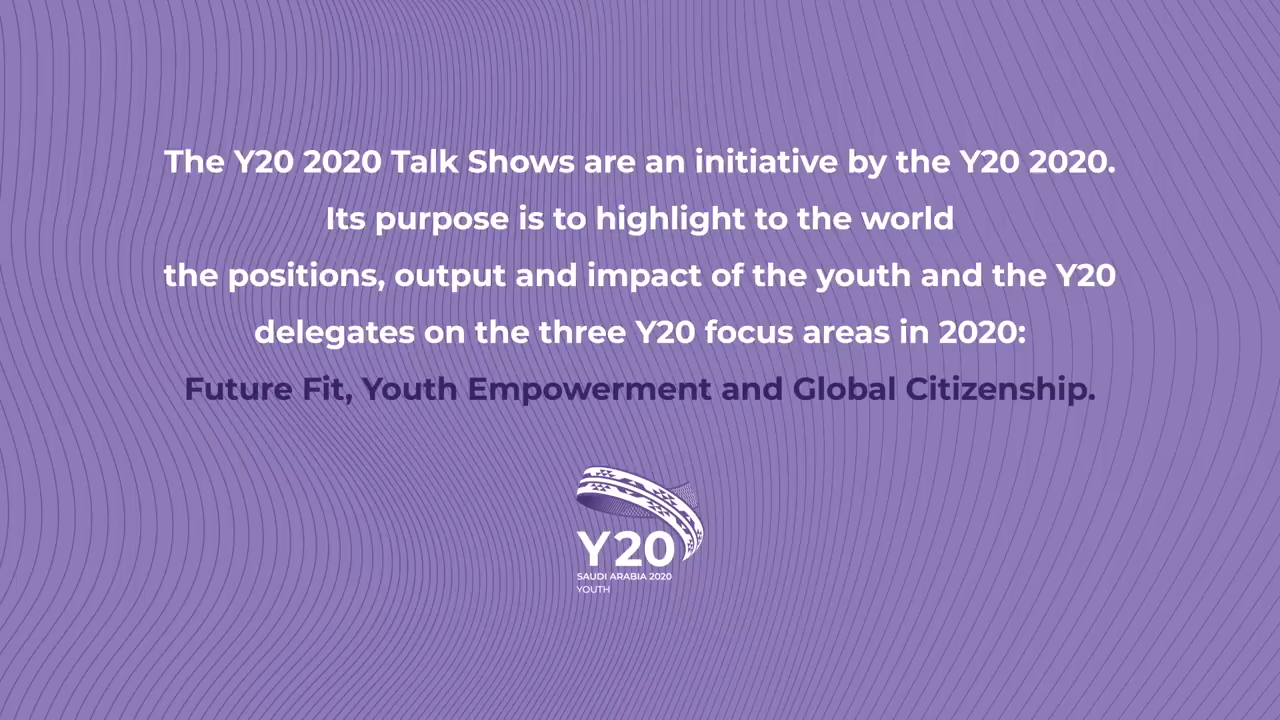 The Y20 2020 Talk Shows are an initiative by the Y20 2020.
Its purpose is to highlight to the world
the positions, output and impact of the youth and the Y20
delegates on the three Y20 focus areas in 2020:
Future Fit, Youth Empowerment and Global Citizenship.
Y20
SAUDI ARABIA 2020
YOUTH